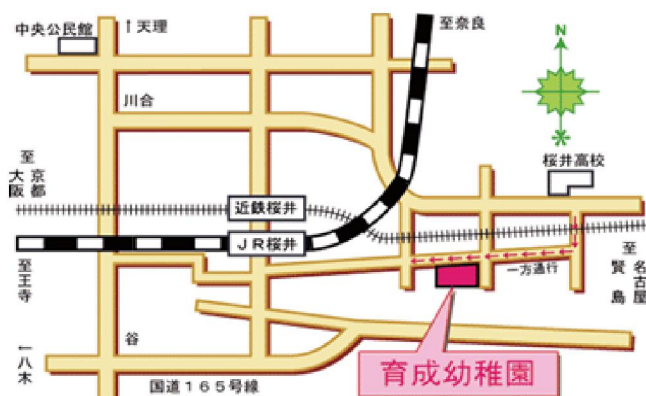 中央公民館
↑天理
至奈良
N
川合
至
京都
大阪
桜井高校
近鉄桜井
JR桜井
至王寺
一方通行
至
名古屋
賢島
谷
←八木
国道165号線
育成幼稚園